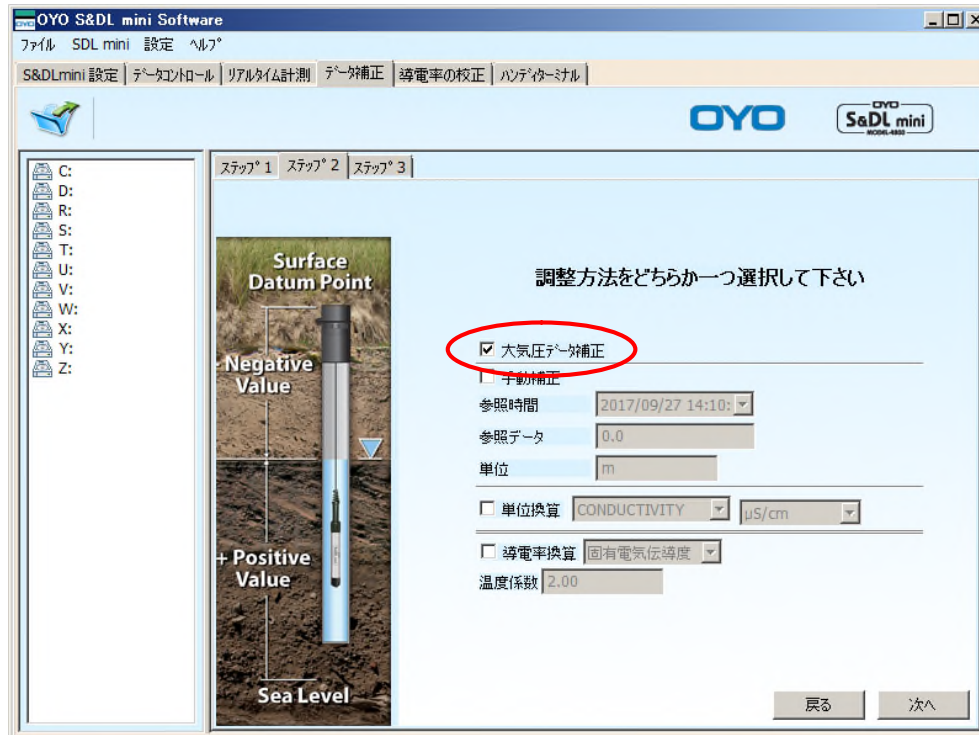 OYO S&DL mini Software
ファイル SDL mini 設定 ヘルプ
S&DLmini 設定 データコントロール リアルタイム計測 データ補正 導電率の校正 ハンディターミナル
OYO
OYO
S&DL mini
MODEL-4800
C:
D:
R:
S:
T:
U:
V:
W:
X:
Y:
Z:
ステップ 1 ステップ 2 ステップ 3
Surface
Datum Point
- Negative
Value
+ Positive
Value
Sea Level
調整方法をどちらか一つ選択して下さい
大気圧データ補正
手動補正
参照時間 2017/09/27 14:10:
参照データ 0.0
単位 m
単位換算 CONDUCTIVITY µS/cm
導電率換算 固有電気伝導度
温度係数 2.00
戻る 次へ